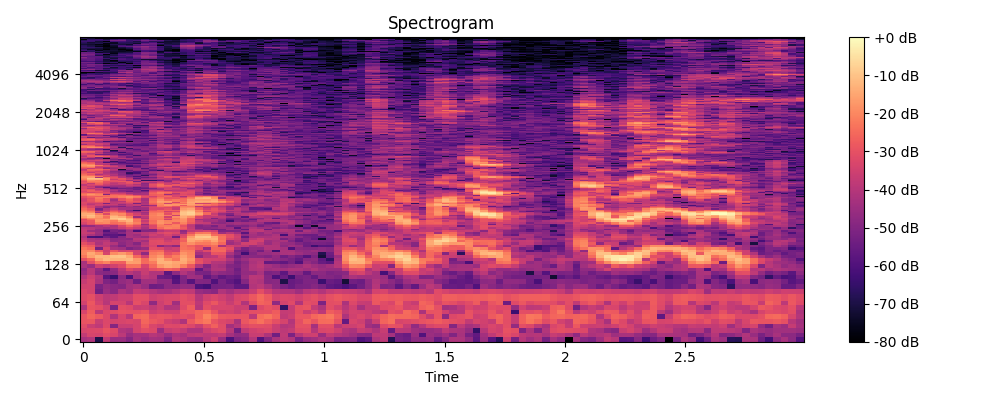 Spectrogram
Hz
4096
2048
1024
512
256
128
64
0
0 0.5 1 1.5 2 2.5
Time
+0 dB
-10 dB
-20 dB
-30 dB
-40 dB
-50 dB
-60 dB
-70 dB
-80 dB